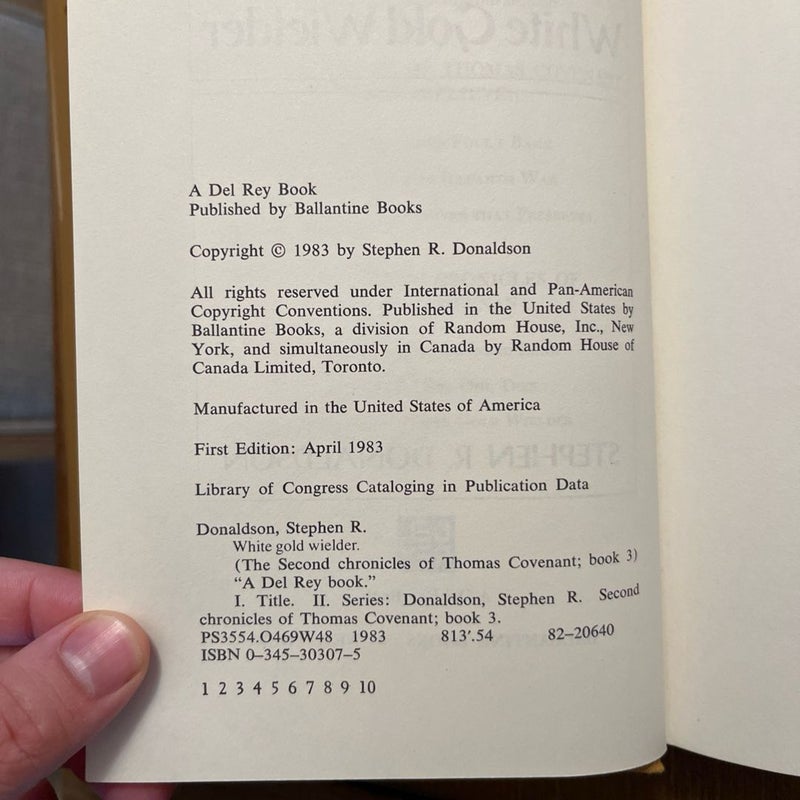 A Del Rey Book
Published by Ballantine Books
Copyright © 1983 by Stephen R. Donaldson
All rights reserved under International and Pan-American
Copyright Conventions. Published in the United States by
Ballantine Books, a division of Random House, Inc., New
York, and simultaneously in Canada by Random House of
Canada Limited, Toronto.
Manufactured in the United States of America
First Edition: April 1983
Library of Congress Cataloging in Publication Data
Donaldson, Stephen R.
White gold wielder.
(The Second chronicles of Thomas Covenant; book 3)
“A Del Rey book.”
I. Title. II. Series: Donaldson, Stephen R. Second
chronicles of Thomas Covenant; book 3.
PS3554.O469W48 1983 813′.54 82–20640
ISBN 0–345–30307–5
1 2 3 4 5 6 7 8 9 10